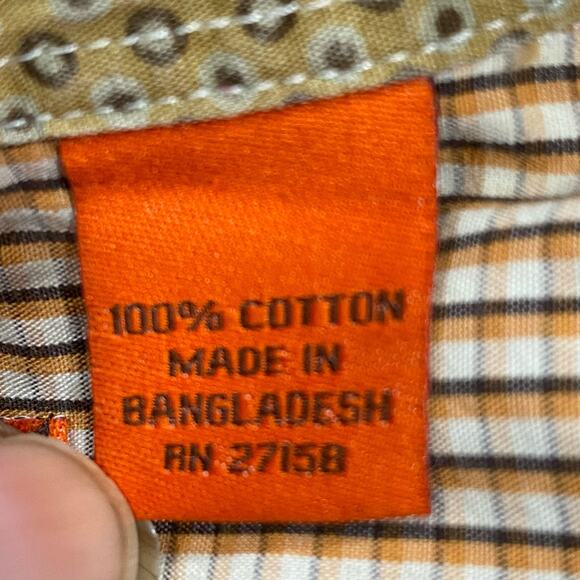 100% COTTON
MADE IN
BANGLADESH
RN 27158